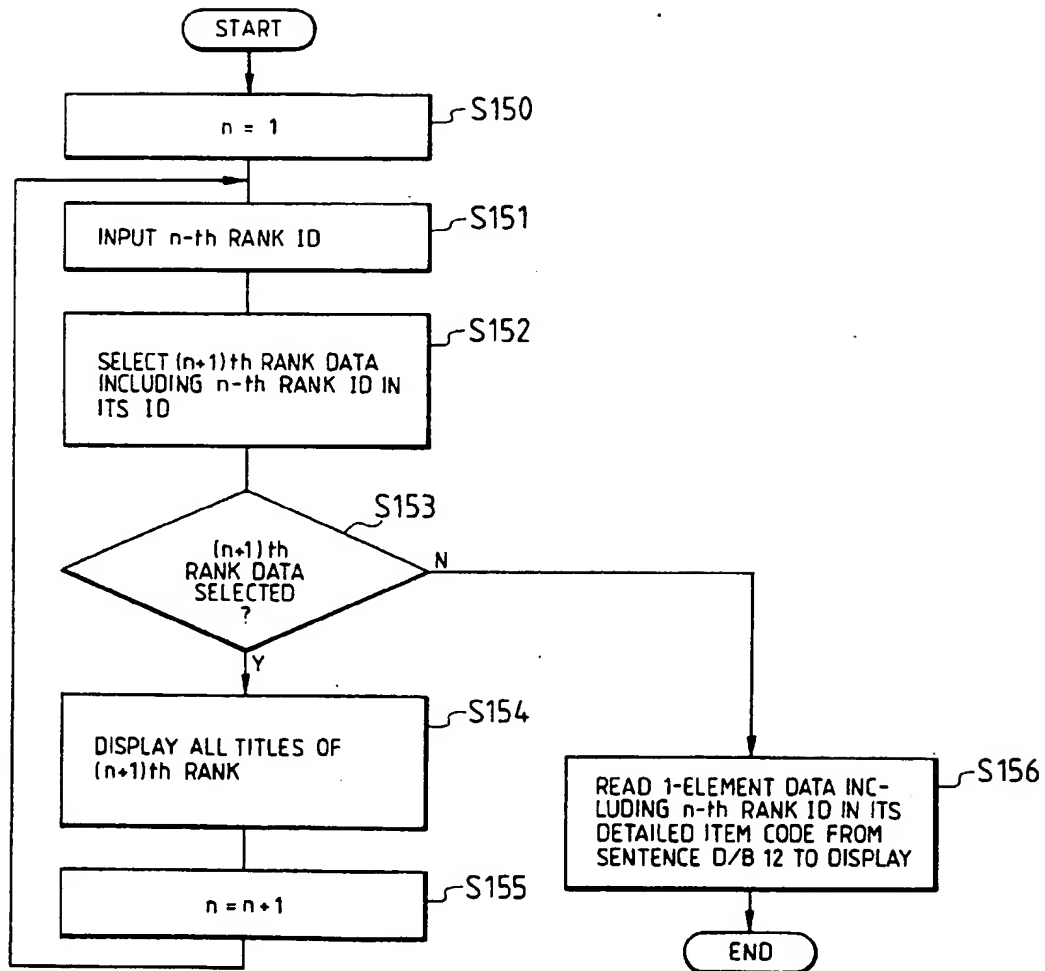 START
n = 1
S150
INPUT n-th RANK ID
S151
SELECT (n+1)th RANK DATA
INCLUDING n-th RANK ID IN
ITS ID
S152
(n+1)th
RANK DATA
SELECTED
?
S153
N
Y
DISPLAY ALL TITLES OF
(n+1)th RANK
S154
n = n+1
S155
READ 1-ELEMENT DATA INC-
LUDING n-th RANK ID IN ITS
DETAILED ITEM CODE FROM
SENTENCE D/B 12 TO DISPLAY
S156
END